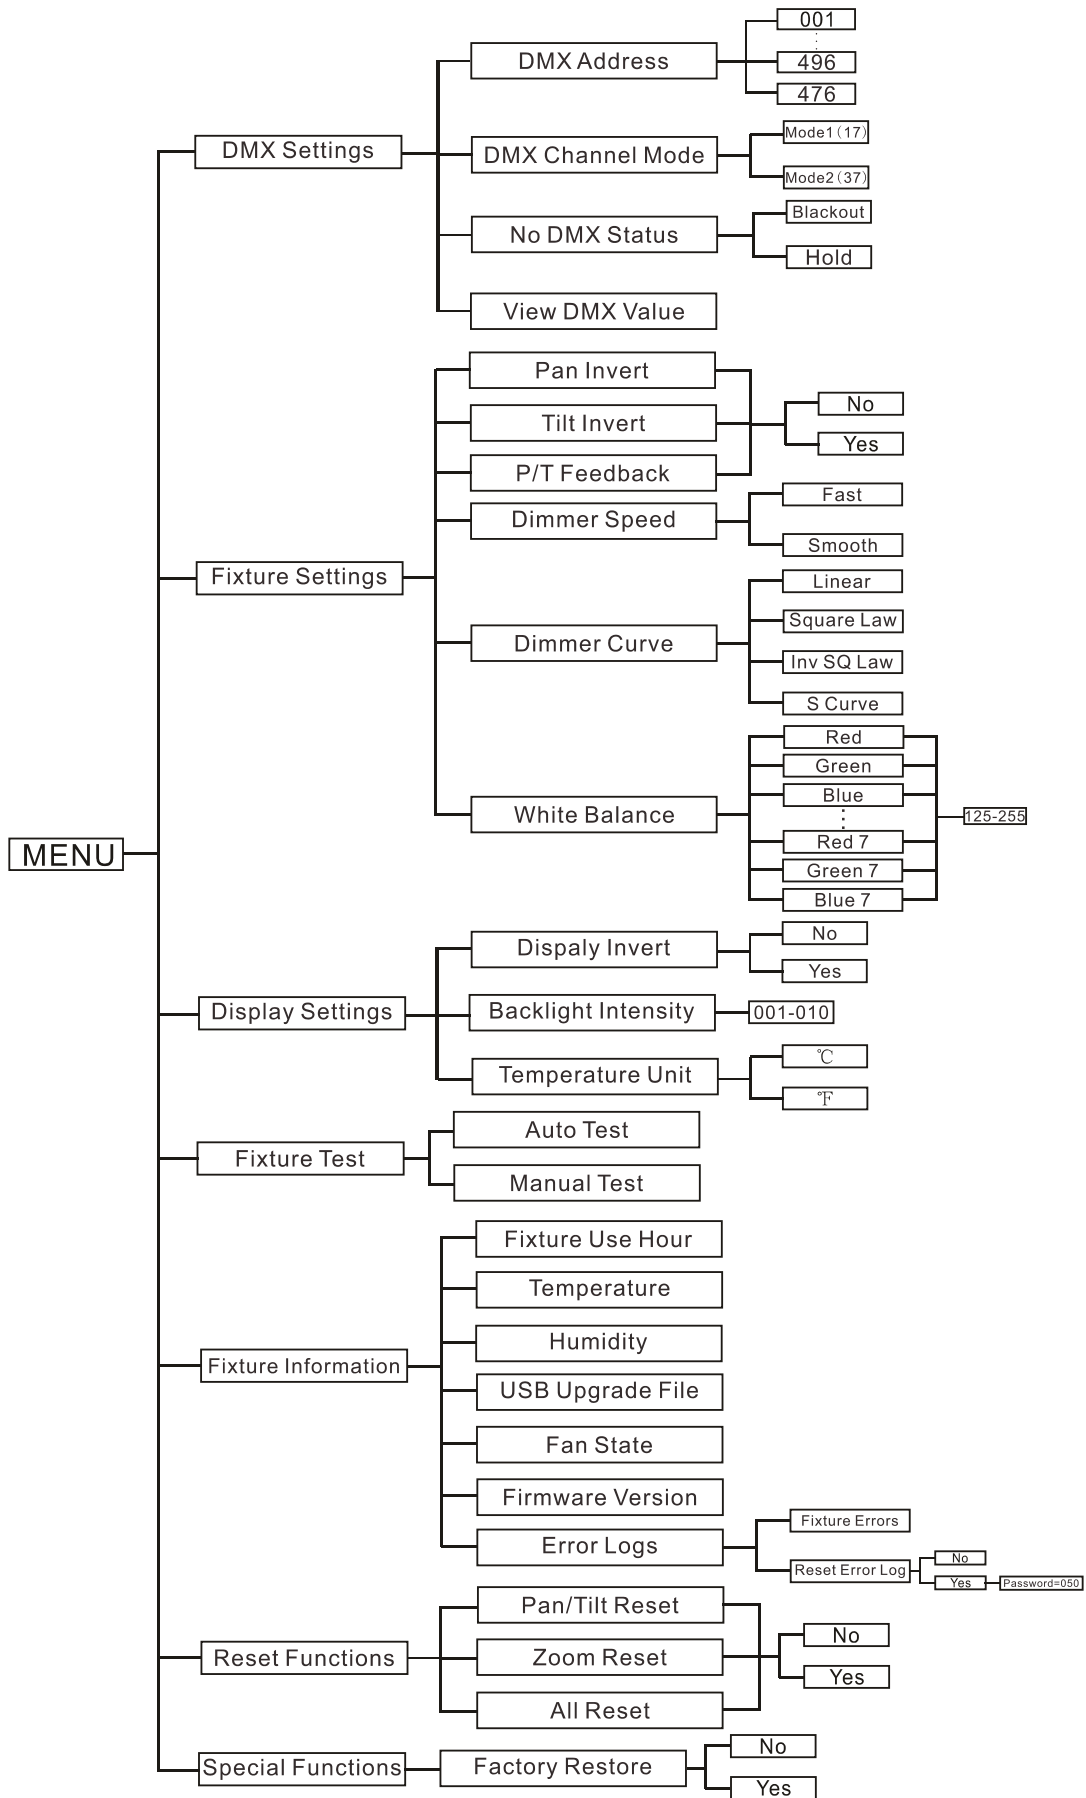 MENU
DMX Settings
DMX Address
001
496
476
DMX Channel Mode
Mode1(17)
Mode2(37)
No DMX Status
Blackout
Hold
View DMX Value
Fixture Settings
Pan Invert
Tilt Invert
P/T Feedback
No
Yes
Dimmer Speed
Fast
Smooth
Dimmer Curve
Linear
Square Law
Inv SQ Law
S Curve
White Balance
Red
Green
Blue
Red 7
Green 7
Blue 7
125-255
Display Settings
Dispaly Invert
No
Yes
Backlight Intensity
001-010
Temperature Unit
℃
℉
Fixture Test
Auto Test
Manual Test
Fixture Information
Fixture Use Hour
Temperature
Humidity
USB Upgrade File
Fan State
Firmware Version
Error Logs
Fixture Errors
Reset Error Log
No
Yes
Password=050
Reset Functions
Pan/Tilt Reset
Zoom Reset
All Reset
No
Yes
Special Functions
Factory Restore
No
Yes